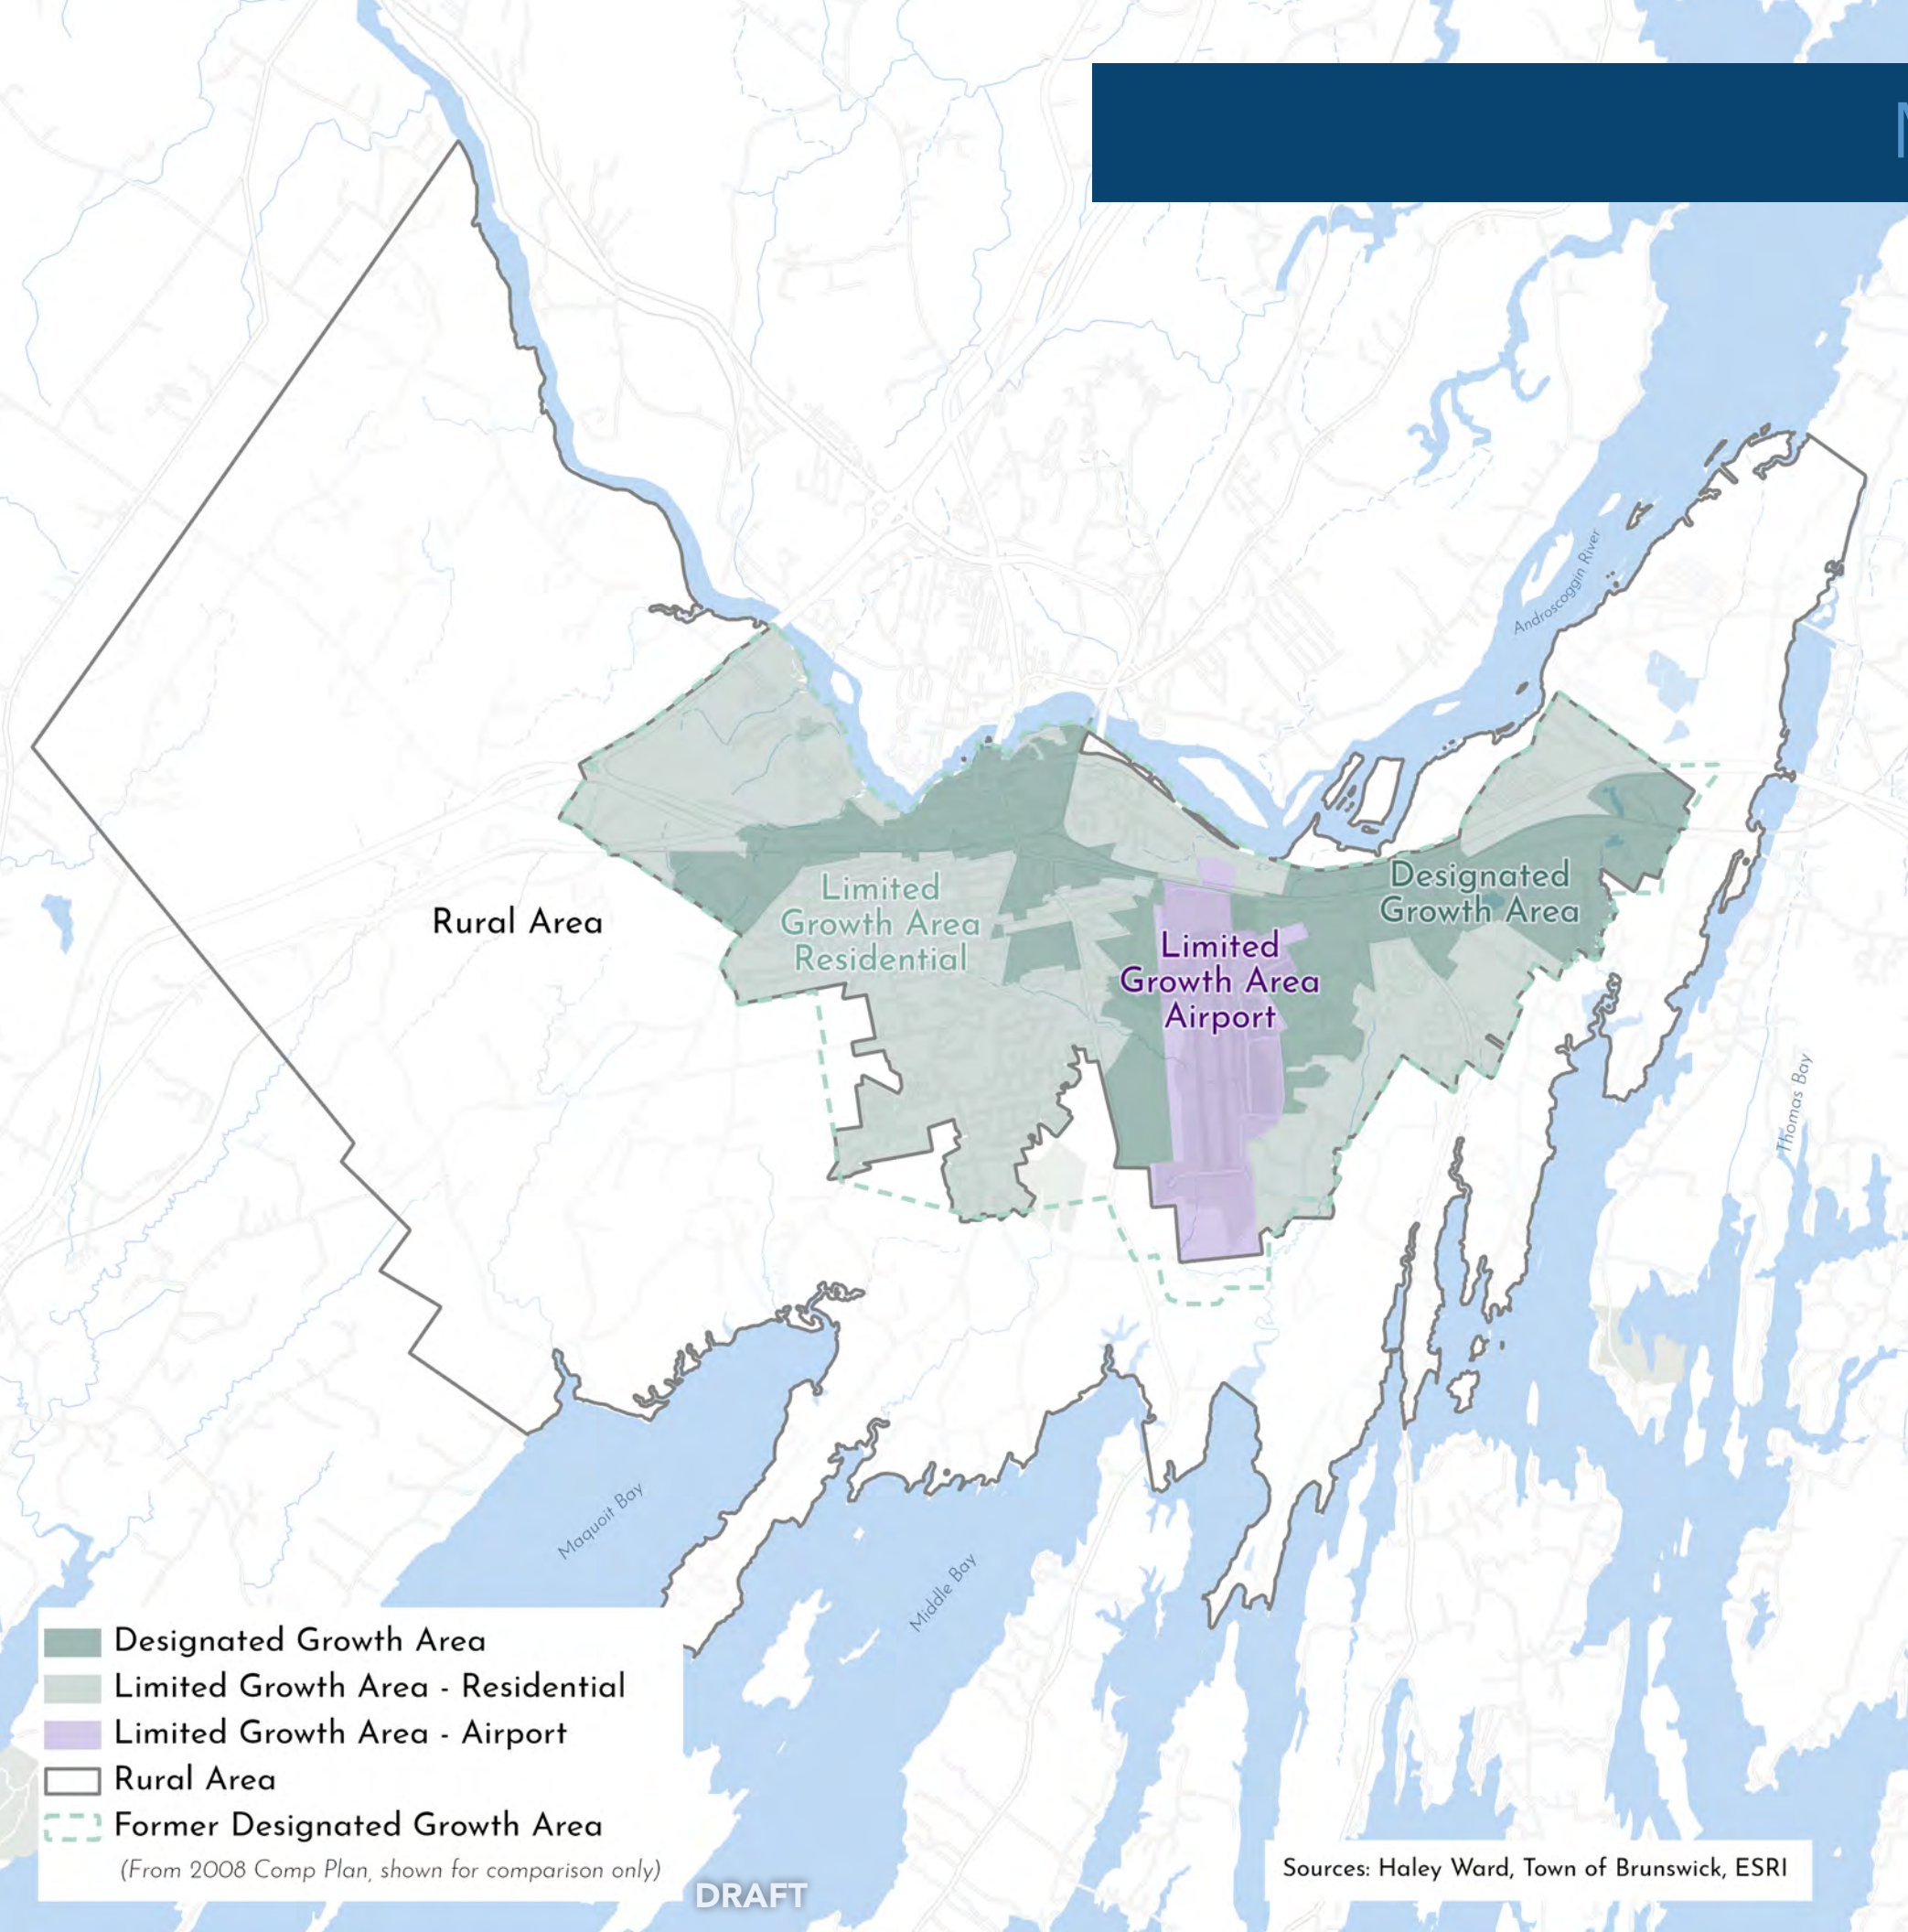 Androscoggin River
Rural Area
Limited
Growth Area
Residential
Designated
Growth Area
Limited
Growth Area
Airport
Thomas Bay
Maquoit Bay
Middle Bay
Designated Growth Area
Limited Growth Area - Residential
Limited Growth Area - Airport
Rural Area
Former Designated Growth Area
(From 2008 Comp Plan, shown for comparison only)
Sources: Haley Ward, Town of Brunswick, ESRI
DRAFT